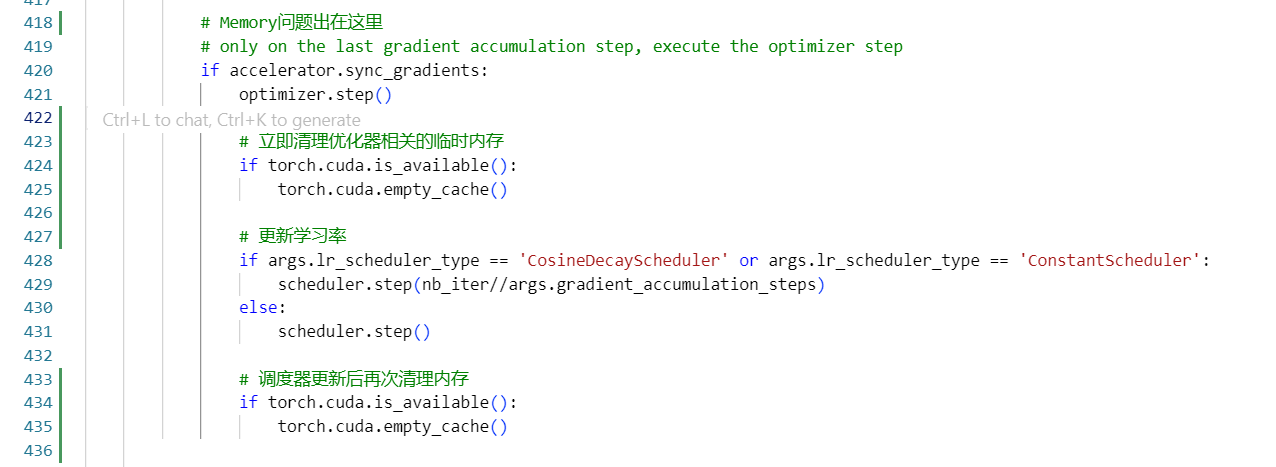 417
418 # Memory问题出在这里
419 # only on the last gradient accumulation step, execute the optimizer step
420 if accelerator.sync_gradients:
421 optimizer.step()
422 Ctrl+L to chat, Ctrl+K to generate
423 # 立即清理优化器相关的临时内存
424 if torch.cuda.is_available():
425 torch.cuda.empty_cache()
426
427 # 更新学习率
428 if args.lr_scheduler_type == 'CosineDecayScheduler' or args.lr_scheduler_type == 'ConstantScheduler':
429 scheduler.step(nb_iter//args.gradient_accumulation_steps)
430 else:
431 scheduler.step()
432
433 # 调度器更新后再次清理内存
434 if torch.cuda.is_available():
435 torch.cuda.empty_cache()
436